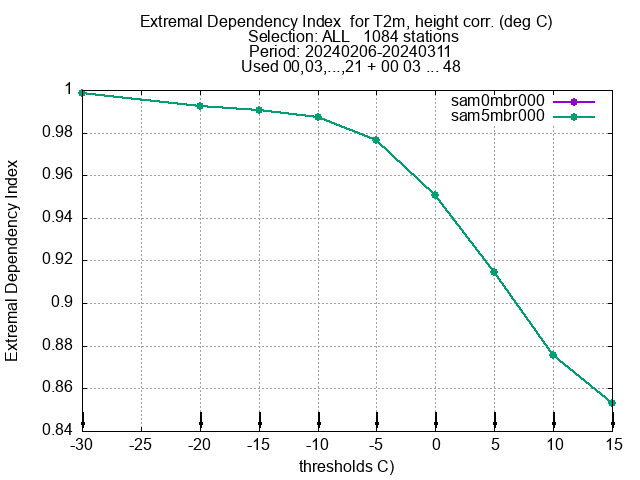 Extremal Dependency Index  for T2m, height corr. (deg C)
Selection: ALL   1084 stations
Period: 20240206-20240311
Used 00,03,...,21 + 00 03 ... 48
sam0mbr000
sam5mbr000
1
0.98
0.96
0.94
0.92
0.9
0.88
0.86
0.84
Extremal Dependency Index
-30 -25 -20 -15 -10 -5 0 5 10 15
thresholds C)